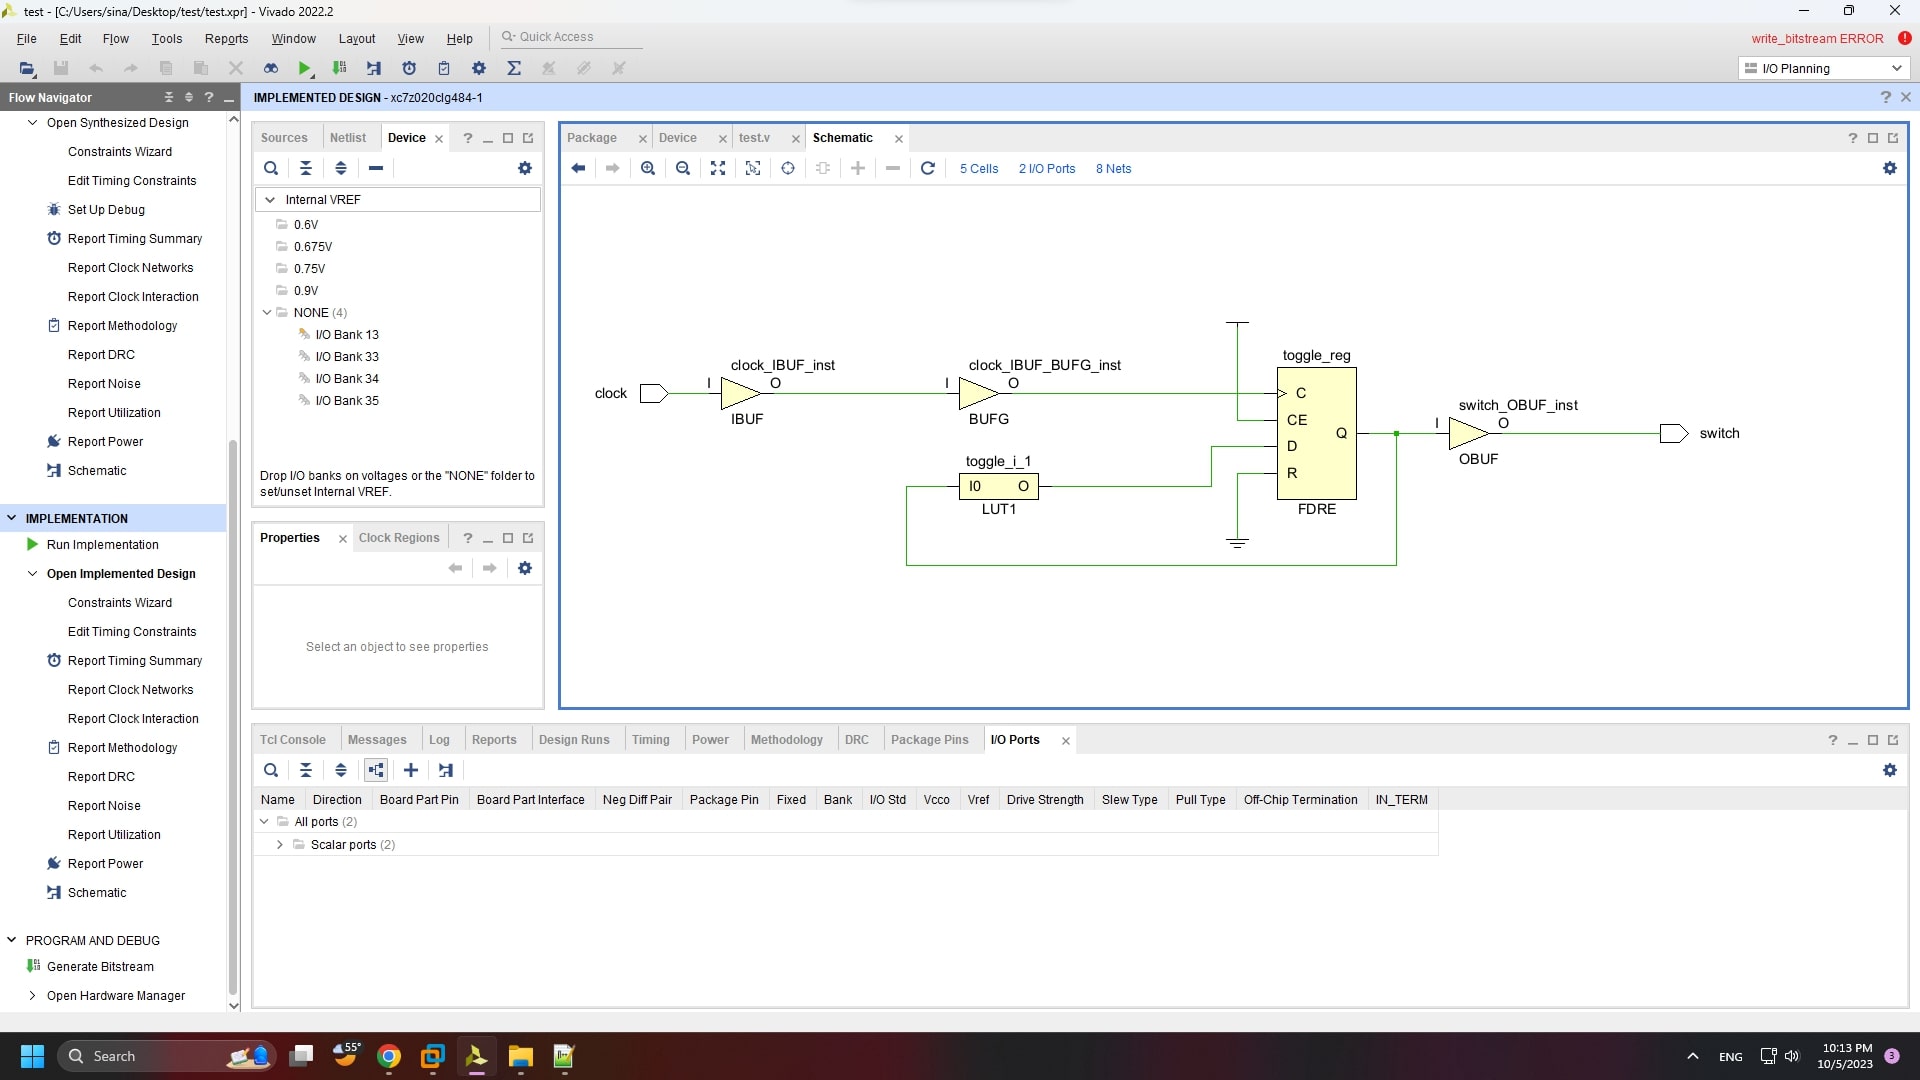 test - [C:/Users/sina/Desktop/test/test.xpr] - Vivado 2022.2
File Edit Flow Tools Reports Window Layout View Help Quick Access
write_bitstream ERROR
I/O Planning
Flow Navigator
IMPLEMENTED DESIGN - xc7z020clg484-1
Open Synthesized Design
Constraints Wizard
Edit Timing Constraints
Set Up Debug
Report Timing Summary
Report Clock Networks
Report Clock Interaction
Report Methodology
Report DRC
Report Noise
Report Utilization
Report Power
Schematic
IMPLEMENTATION
Run Implementation
Open Implemented Design
Constraints Wizard
Edit Timing Constraints
Report Timing Summary
Report Clock Networks
Report Clock Interaction
Report Methodology
Report DRC
Report Noise
Report Utilization
Report Power
Schematic
PROGRAM AND DEBUG
Generate Bitstream
Open Hardware Manager
Sources Netlist Device
Internal VREF
0.6V
0.675V
0.75V
0.9V
NONE (4)
I/O Bank 13
I/O Bank 33
I/O Bank 34
I/O Bank 35
Drop I/O banks on voltages or the "NONE" folder to
set/unset Internal VREF.
Properties Clock Regions
Select an object to see properties
Package Device test.v Schematic
5 Cells 2 I/O Ports 8 Nets
clock
clock_IBUF_inst
I O
IBUF
clock_IBUF_BUFG_inst
I O
BUFG
toggle_i_1
I0 O
LUT1
toggle_reg
C
CE
D
R
Q
FDRE
switch_OBUF_inst
I O
OBUF
switch
Tcl Console Messages Log Reports Design Runs Timing Power Methodology DRC Package Pins I/O Ports
Name Direction Board Part Pin Board Part Interface Neg Diff Pair Package Pin Fixed Bank I/O Std Vcco Vref Drive Strength Slew Type Pull Type Off-Chip Termination IN_TERM
All ports (2)
Scalar ports (2)
Search
55°
ENG
10:13 PM
10/5/2023
3